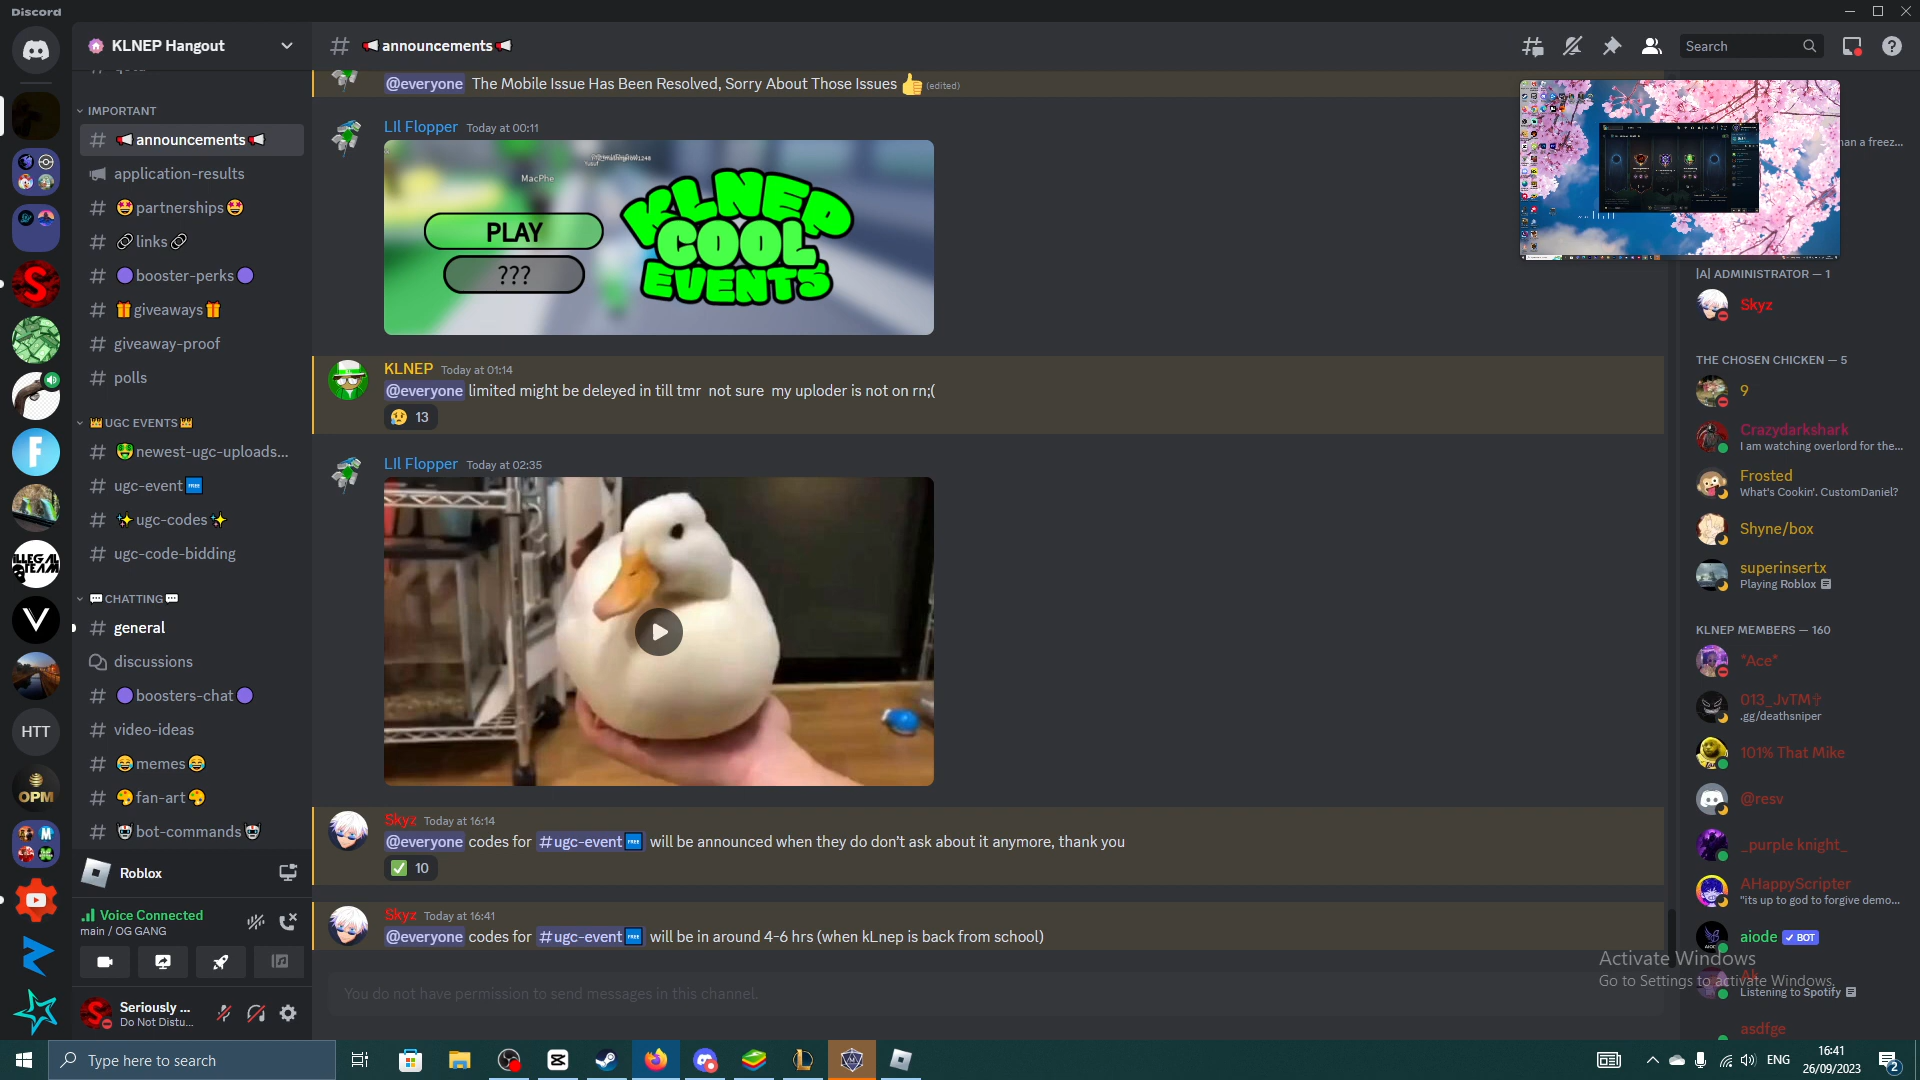 Discord
KLNEP Hangout
IMPORTANT
announcements
application-results
partnerships
links
booster-perks
giveaways
giveaway-proof
polls
UGC EVENTS
newest-ugc-uploads...
ugc-event
FREE
ugc-codes
ugc-code-bidding
CHATTING
general
discussions
boosters-chat
video-ideas
memes
fan-art
bot-commands
Roblox
Voice Connected
main / OG GANG
Seriously ...
Do Not Distu...
HTT
OPM
announcements
Search
@everyone The Mobile Issue Has Been Resolved, Sorry About Those Issues (edited)
LIl Flopper Today at 00:11
MacPhe
PLAY
???
KLNEP
COOL
EVENTS
KLNEP Today at 01:14
@everyone limited might be deleyed in till tmr not sure my uploder is not on rn;(
13
LIl Flopper Today at 02:35
Skyz Today at 16:14
@everyone codes for #ugc-event FREE will be announced when they do don't ask about it anymore, thank you
10
Skyz Today at 16:41
@everyone codes for #ugc-event FREE will be in around 4-6 hrs (when kLnep is back from school)
You do not have permission to send messages in this channel.
han a freez...
|A| ADMINISTRATOR — 1
Skyz
THE CHOSEN CHICKEN — 5
9
Crazydarkshark
I am watching overlord for the...
Frosted
What's Cookin'. CustomDaniel?
Shyne/box
superinsertx
Playing Roblox
KLNEP MEMBERS — 160
"Ace"
013_JvTM✞
.gg/deathsniper
101% That Mike
@resv
_purple knight_
AHappyScripter
"its up to god to forgive demo...
aiode BOT
Listening to Spotify
asdfge
Activate Windows
Go to Settings to activate Windows.
Type here to search
ENG
16:41
26/09/2023
2